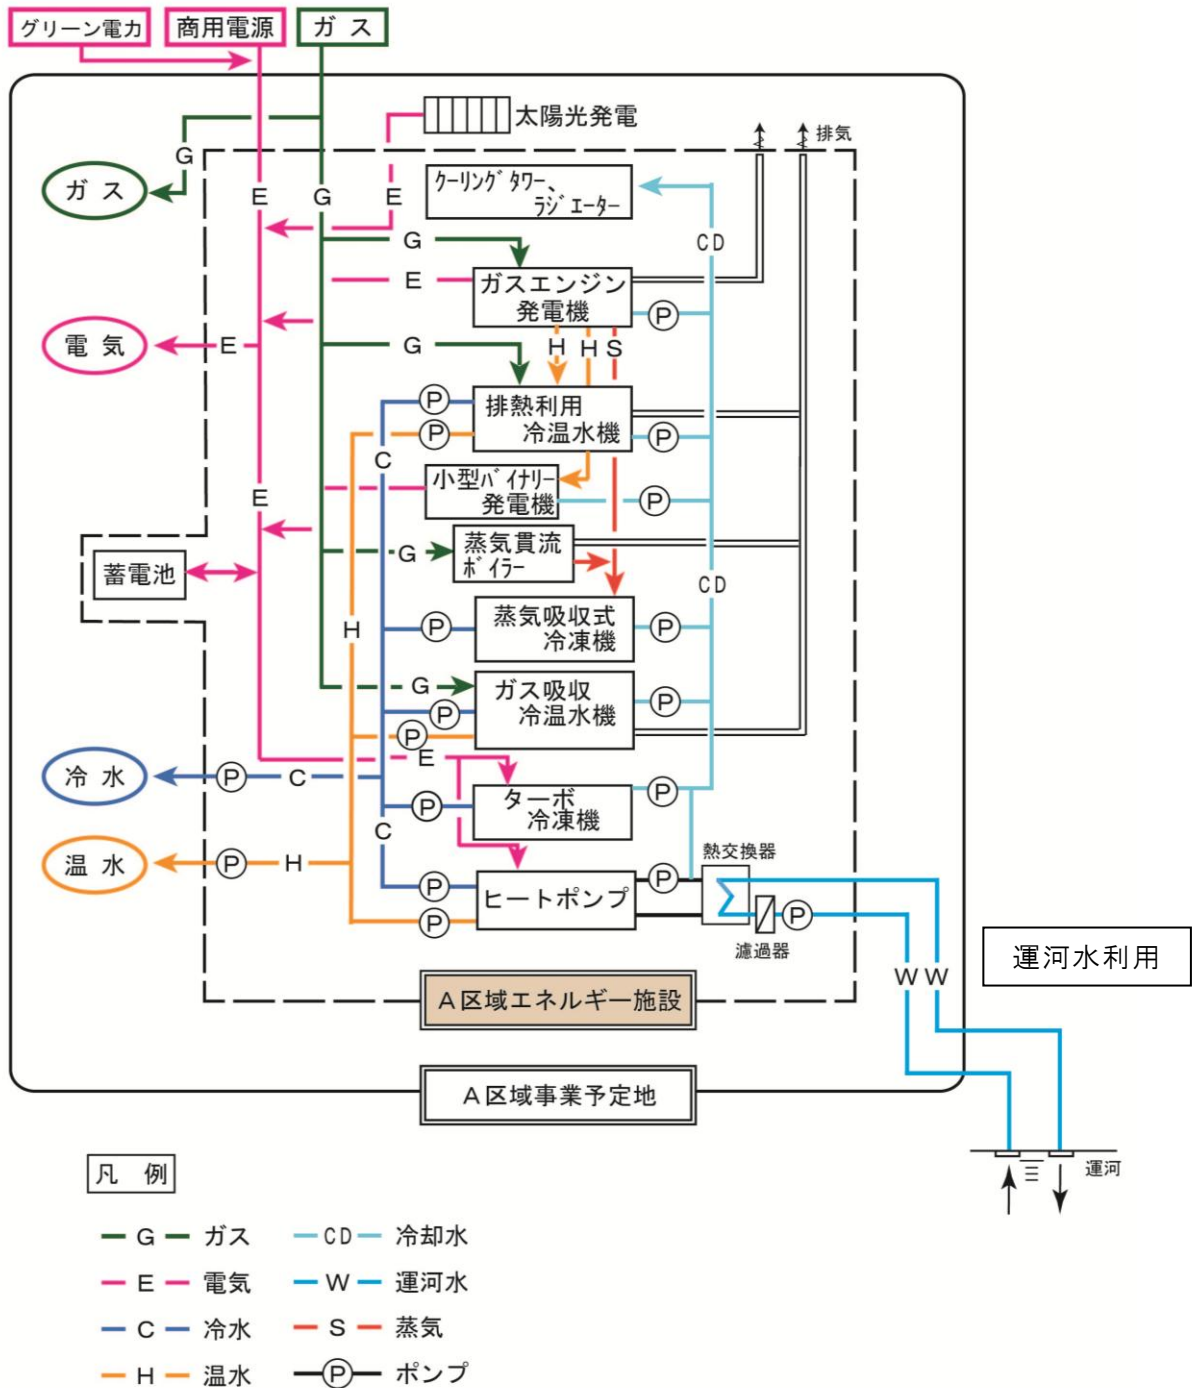 グリーン電力
商用電源
ガス
太陽光発電
排気
クーリングタワー、
ラジエーター
CD
ガス
G
E
G
E
G
E
ガスエンジン
発電機
P
電気
E
G
H
H
S
P
P
排熱利用
冷温水機
P
C
E
小型バイナリー
発電機
P
G
蒸気貫流
ボイラー
蓄電池
CD
H
P
蒸気吸収式
冷凍機
P
G
P
P
ガス吸収
冷温水機
P
E
冷水
P
C
P
ターボ
冷凍機
P
C
熱交換器
温水
P
H
P
P
ヒートポンプ
P
P
濾過器
運河水利用
W
W
A区域エネルギー施設
A区域事業予定地
運河
凡例
G ガス
CD 冷却水
E 電気
W 運河水
C 冷水
S 蒸気
H 温水
P ポンプ